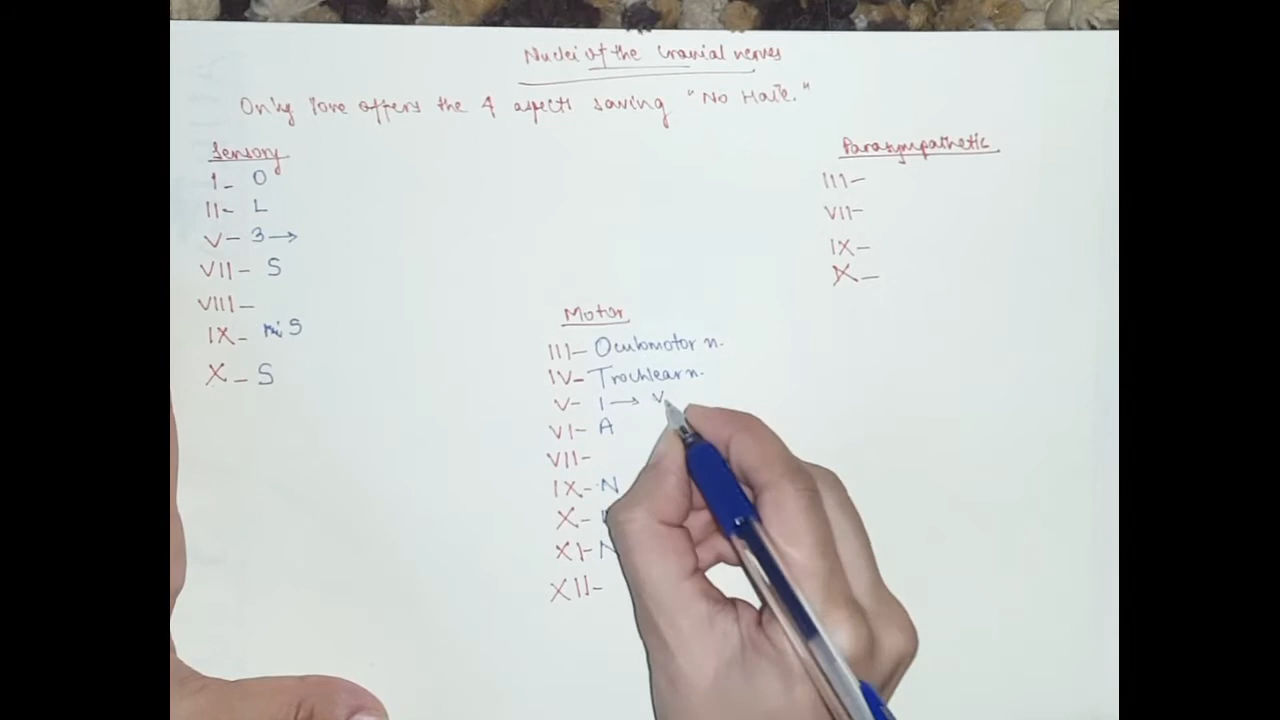 Nuclei of the Cranial nerves
Only love offers the 4 aspects saving "No Hate."
Sensory
I- O
II- L
V- 3→
VII- S
VIII-
IX- S
X- S
Motor
III- Oculomotor n.
IV- Trochlear n.
V- 1→ V
VI- A
VII-
IX- N
X-
XI- N
XII-
Parasympathetic
III-
VII-
IX-
X-